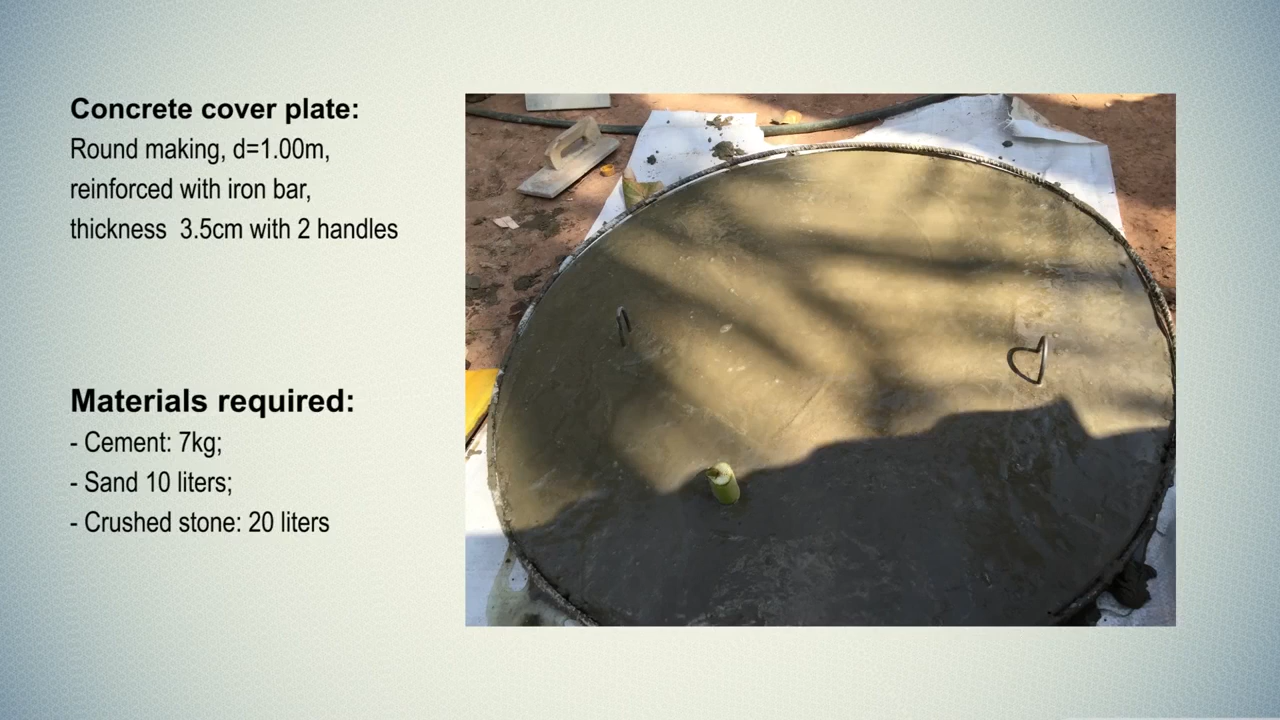 Concrete cover plate:
Round making, d=1.00m,
reinforced with iron bar,
thickness  3.5cm with 2 handles
Materials required:
- Cement: 7kg;
- Sand 10 liters;
- Crushed stone: 20 liters